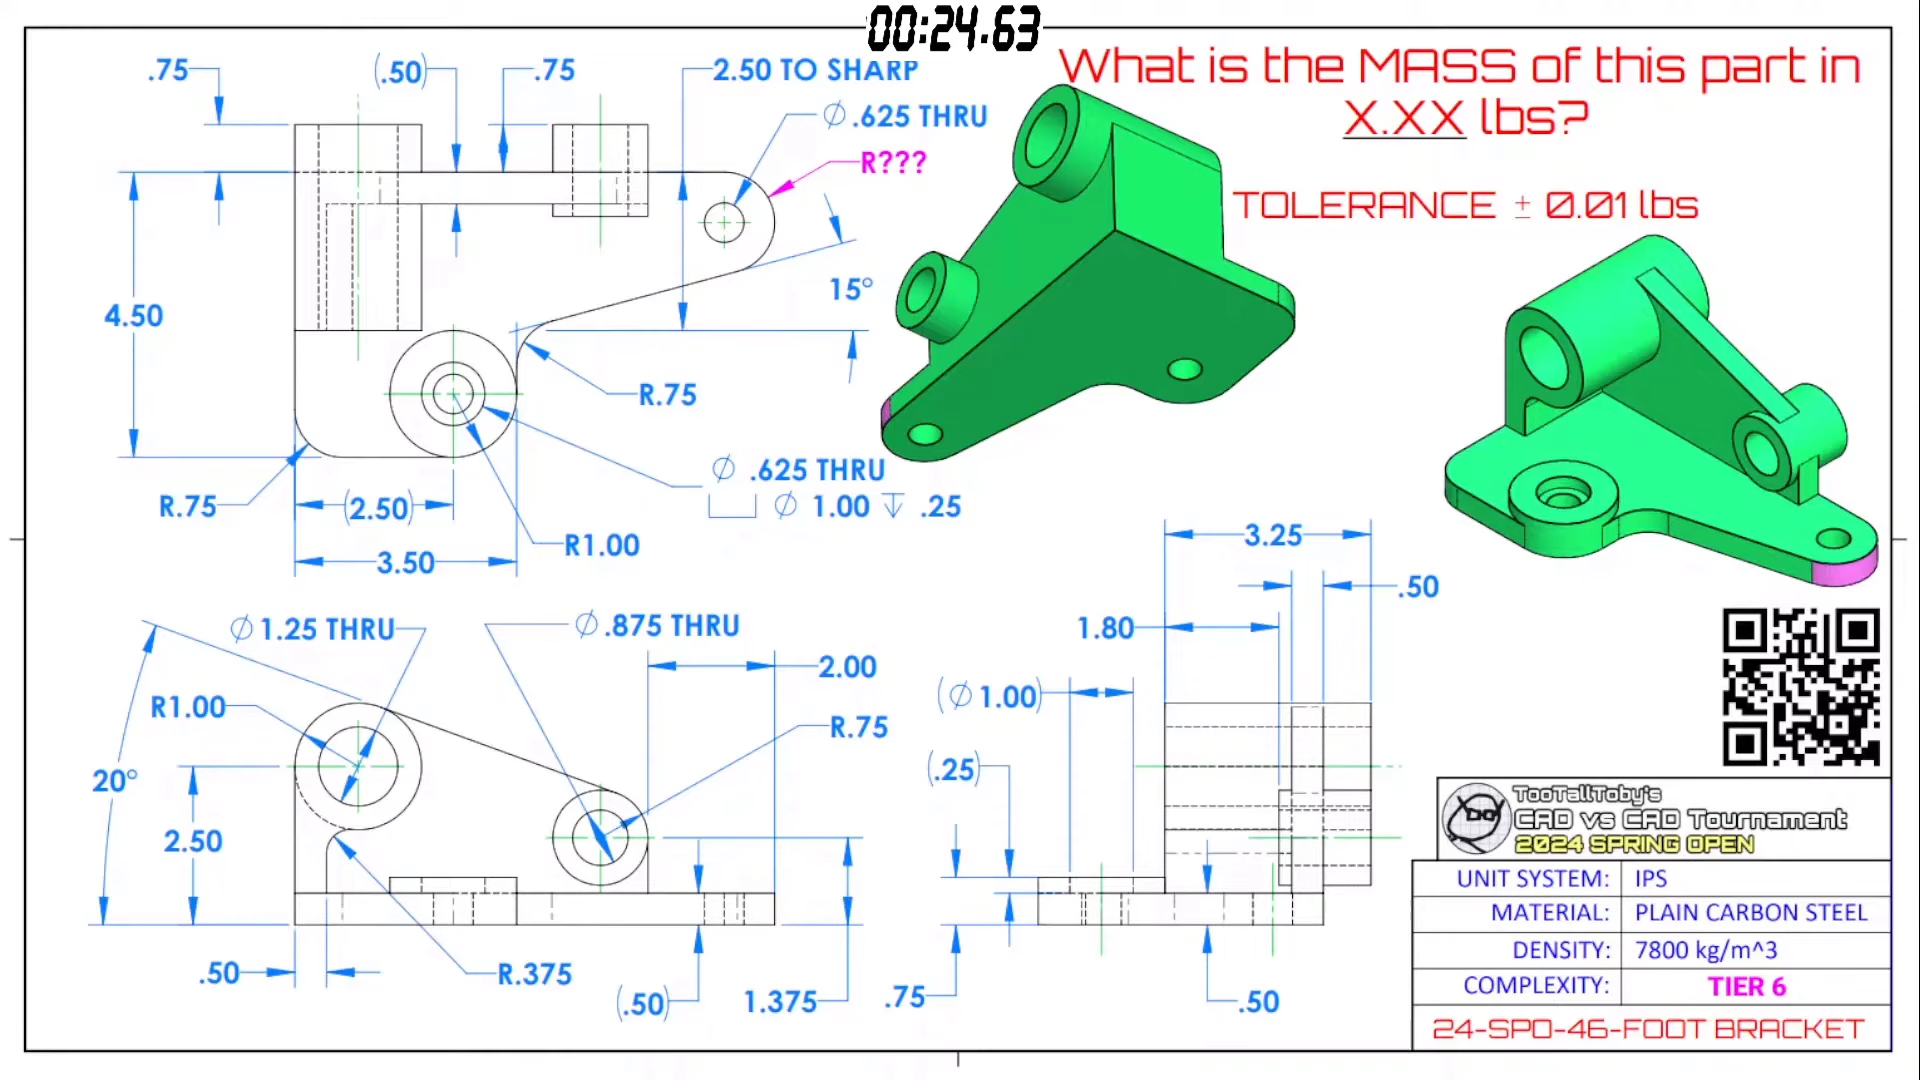 00:24.63
What is the MASS of this part in
X.XX lbs?
TOLERANCE ± 0.01 lbs
.75
(.50)
.75
2.50 TO SHARP
∅ .625 THRU
R???
4.50
15°
R.75
∅ .625 THRU
⌴ ∅ 1.00 ↧ .25
R.75
(2.50)
R1.00
3.50
∅ 1.25 THRU
∅ .875 THRU
2.00
R1.00
R.75
20°
2.50
.50
R.375
(.50)
1.375
3.25
.50
1.80
(∅ 1.00)
(.25)
.75
.50
TooTallToby's
CAD vs CAD Tournament
2024 SPRING OPEN
UNIT SYSTEM: IPS
MATERIAL: PLAIN CARBON STEEL
DENSITY: 7800 kg/m^3
COMPLEXITY: TIER 6
24-SPO-46-FOOT BRACKET